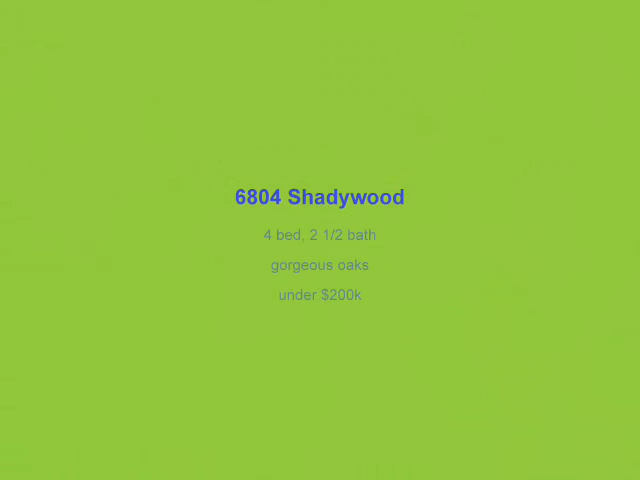 6804 Shadywood
4 bed, 2 1/2 bath
gorgeous oaks
under $200k